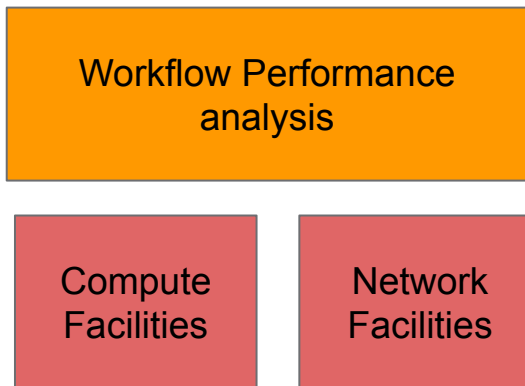 Workflow Performance
analysis
Compute
Facilities
Network
Facilities